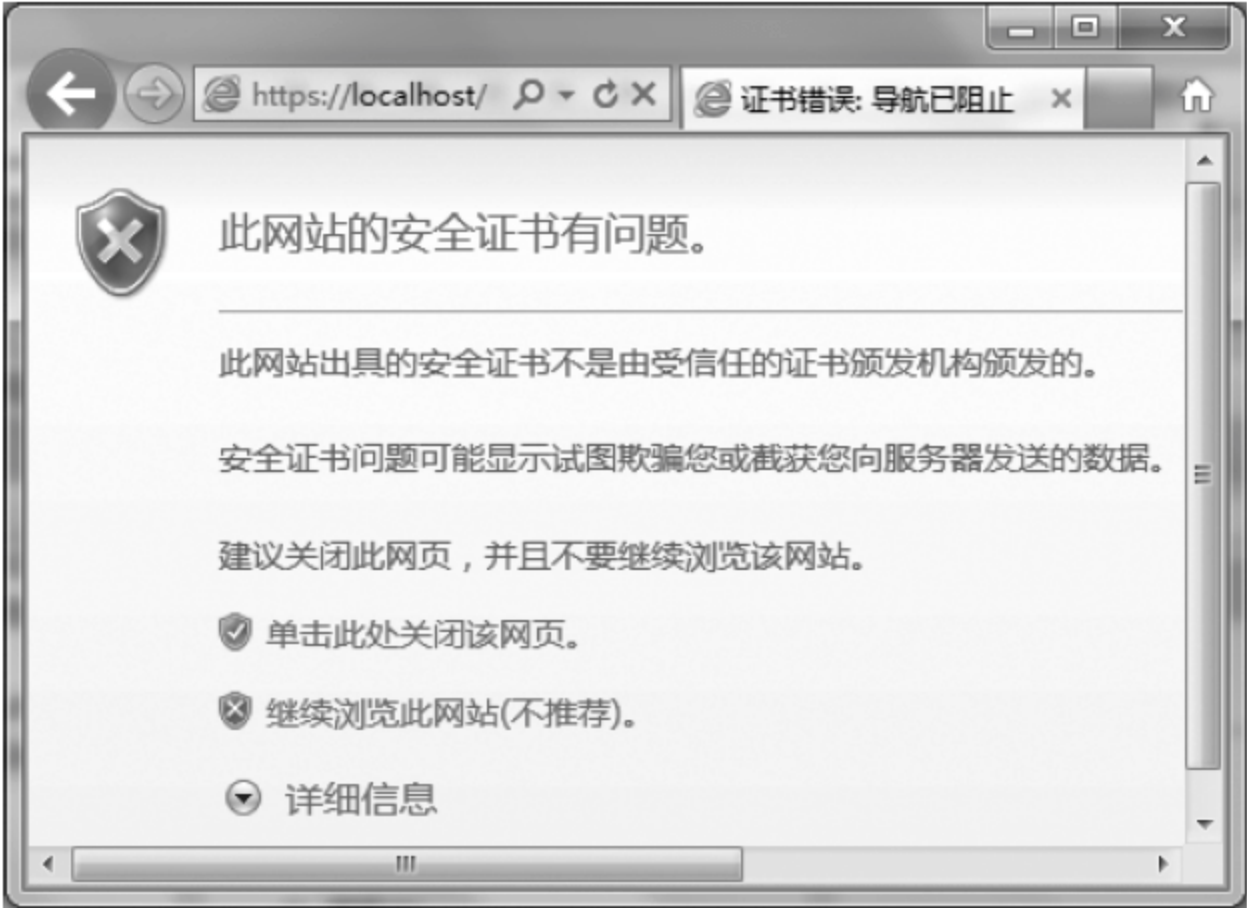 https://localhost/
证书错误: 导航已阻止
此网站的安全证书有问题。
此网站出具的安全证书不是由受信任的证书颁发机构颁发的。
安全证书问题可能显示试图欺骗您或截获您向服务器发送的数据。
建议关闭此网页，并且不要继续浏览该网站。
单击此处关闭该网页。
继续浏览此网站(不推荐)。
详细信息